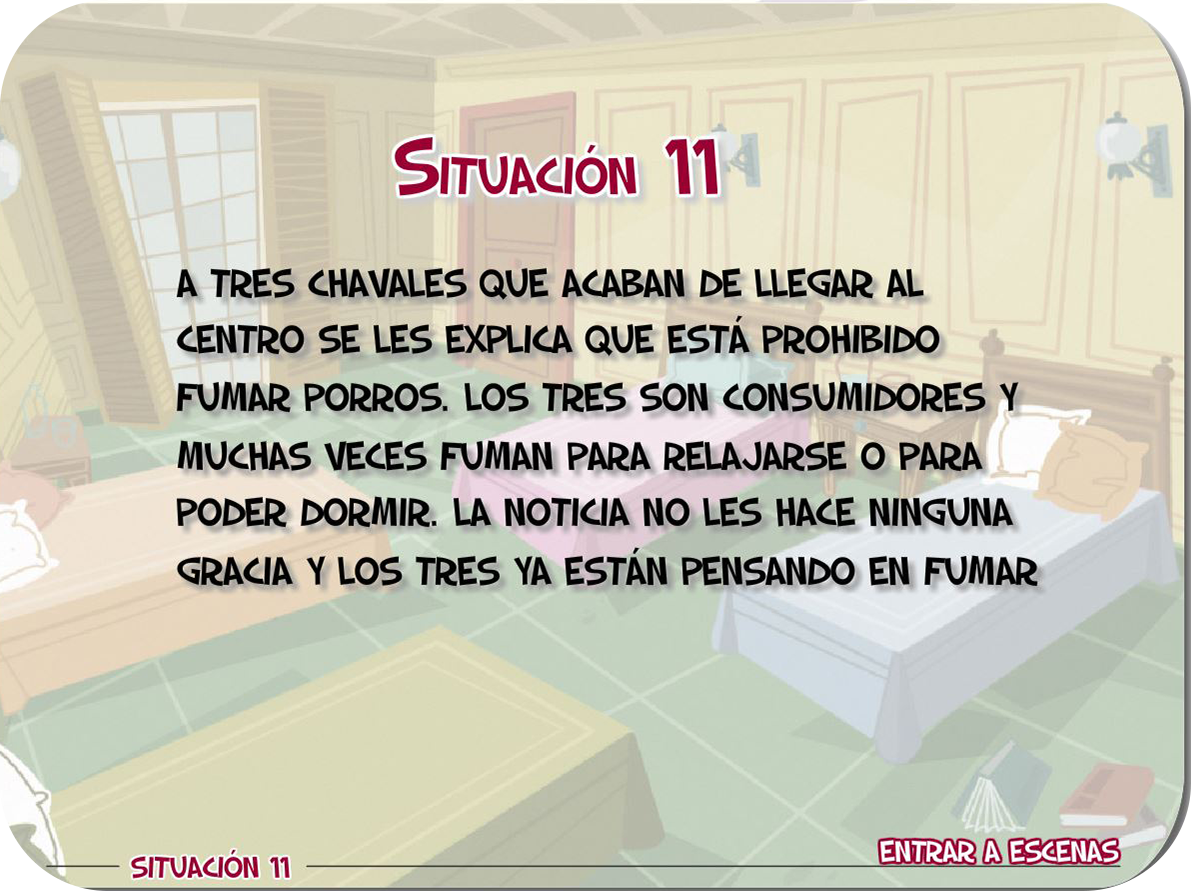 SITUACIÓN 11
A TRES CHAVALES QUE ACABAN DE LLEGAR AL
CENTRO SE LES EXPLICA QUE ESTÁ PROHIBIDO
FUMAR PORROS. LOS TRES SON CONSUMIDORES Y
MUCHAS VECES FUMAN PARA RELAJARSE O PARA
PODER DORMIR. LA NOTICIA NO LES HACE NINGUNA
GRACIA Y LOS TRES YA ESTÁN PENSANDO EN FUMAR
SITUACIÓN 11
ENTRAR A ESCENAS